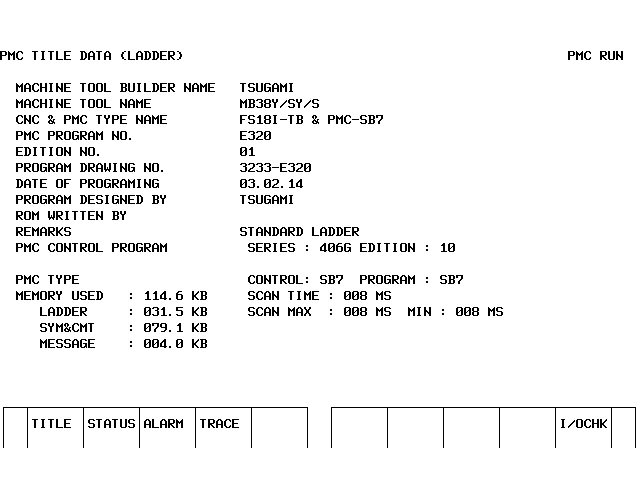 PMC TITLE DATA (LADDER) PMC RUN
MACHINE TOOL BUILDER NAME TSUGAMI
MACHINE TOOL NAME MB38Y/SY/S
CNC & PMC TYPE NAME FS18I-TB & PMC-SB7
PMC PROGRAM NO. E320
EDITION NO. 01
PROGRAM DRAWING NO. 3233-E320
DATE OF PROGRAMING 03.02.14
PROGRAM DESIGNED BY TSUGAMI
ROM WRITTEN BY
REMARKS STANDARD LADDER
PMC CONTROL PROGRAM SERIES : 406G EDITION : 10
PMC TYPE CONTROL: SB7 PROGRAM : SB7
MEMORY USED : 114.6 KB SCAN TIME : 008 MS
LADDER : 031.5 KB SCAN MAX : 008 MS MIN : 008 MS
SYM&CMT : 079.1 KB
MESSAGE : 004.0 KB
TITLE STATUS ALARM TRACE I/OCHK